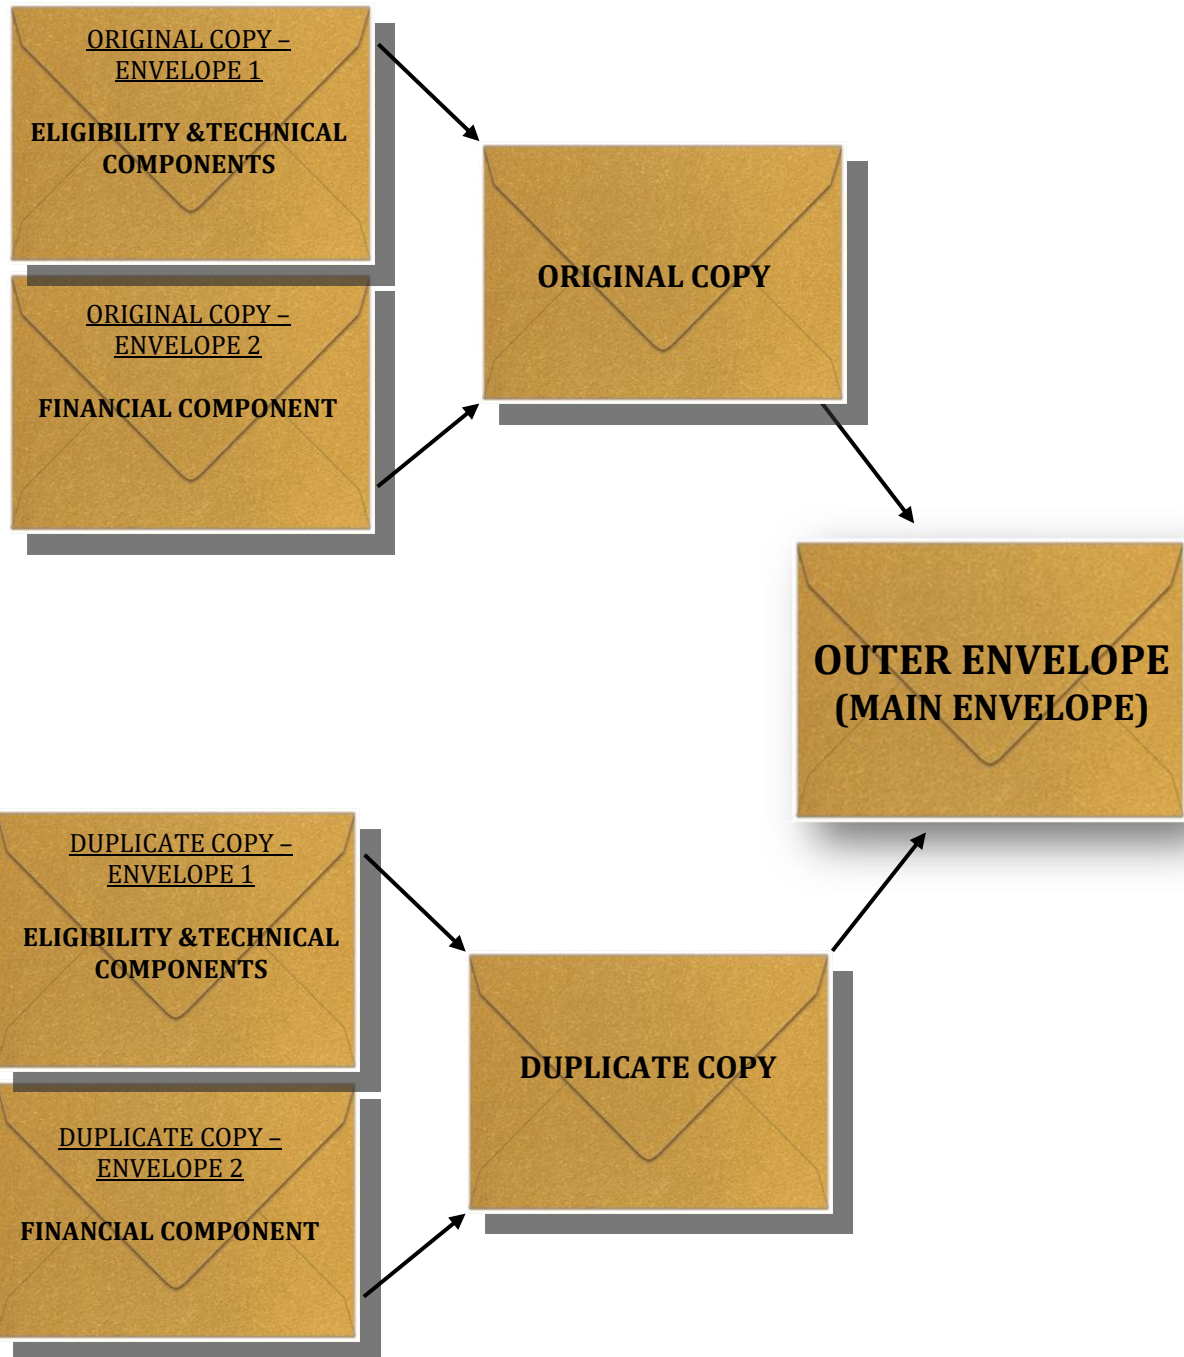 ORIGINAL COPY –
ENVELOPE 1
ELIGIBILITY &TECHNICAL
COMPONENTS
ORIGINAL COPY –
ENVELOPE 2
FINANCIAL COMPONENT
ORIGINAL COPY
OUTER ENVELOPE
(MAIN ENVELOPE)
DUPLICATE COPY –
ENVELOPE 1
ELIGIBILITY &TECHNICAL
COMPONENTS
DUPLICATE COPY –
ENVELOPE 2
FINANCIAL COMPONENT
DUPLICATE COPY